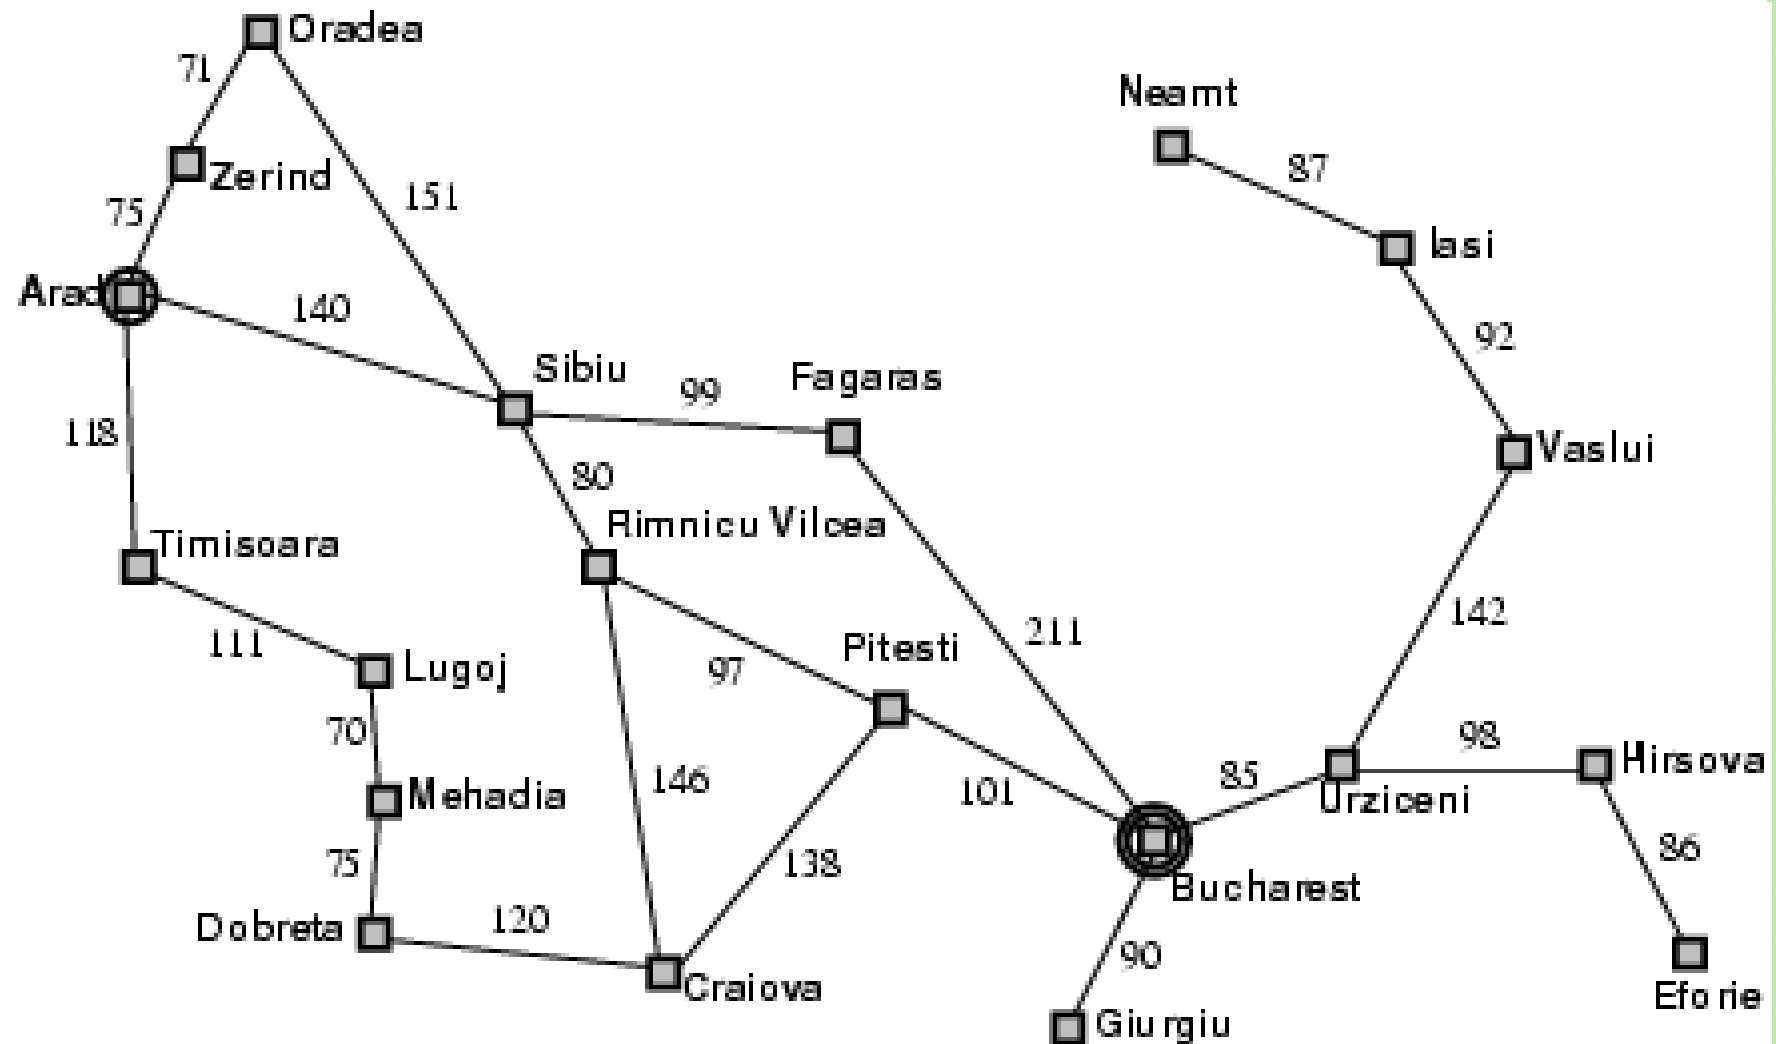 Oradea
71
Neamt
87
Zerind
151
75
Iasi
Arad
140
92
Sibiu
Fagaras
99
118
Vaslui
80
Rimnicu Vilcea
Timisoara
142
211
111
Pitesti
Lugoj
97
70
98
Hirsova
146
85
Mehadia
101
Urziceni
86
75
138
Bucharest
120
Dobreta
90
Craiova
Eforie
Giurgiu